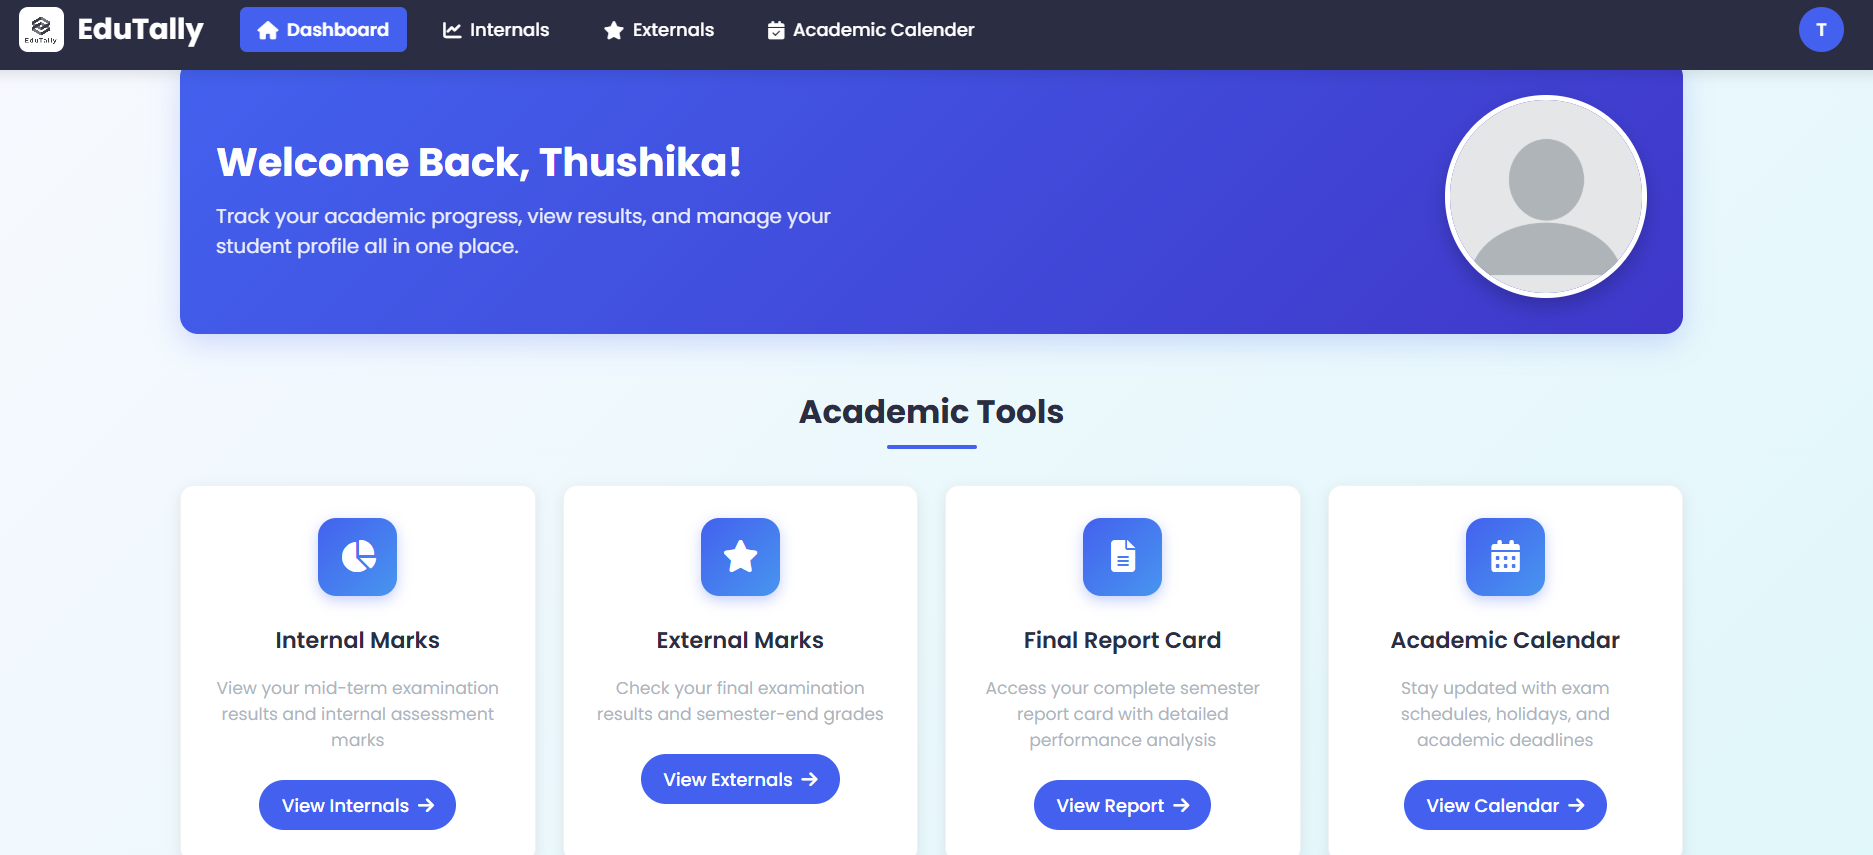 EduTally
EduTally
Dashboard
Internals
Externals
Academic Calender
T
Welcome Back, Thushika!
Track your academic progress, view results, and manage your
student profile all in one place.
Academic Tools
Internal Marks
View your mid-term examination
results and internal assessment
marks
View Internals
External Marks
Check your final examination
results and semester-end grades
View Externals
Final Report Card
Access your complete semester
report card with detailed
performance analysis
View Report
Academic Calendar
Stay updated with exam
schedules, holidays, and
academic deadlines
View Calendar